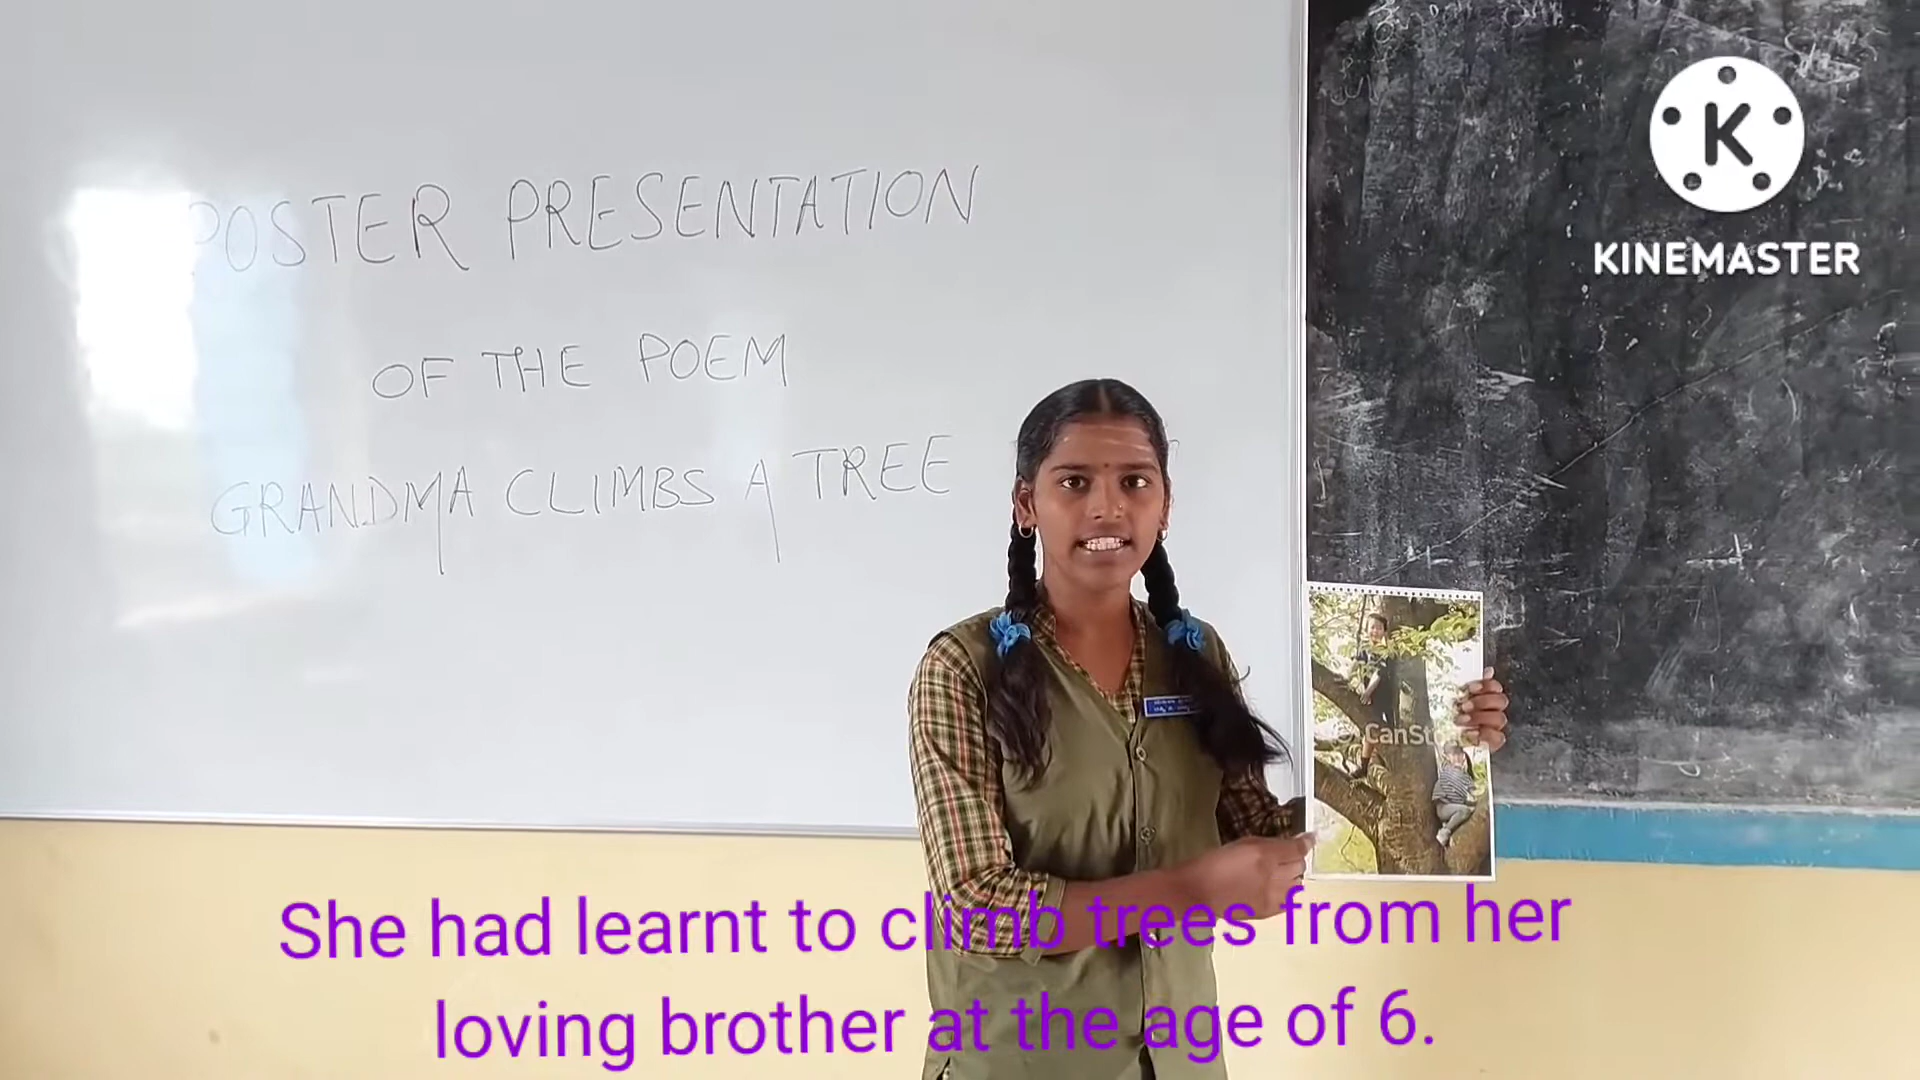 POSTER PRESENTATION
OF THE POEM
GRANDMA CLIMBS A TREE
K
KINEMASTER
CanSt
She had learnt to climb trees from her
loving brother at the age of 6.